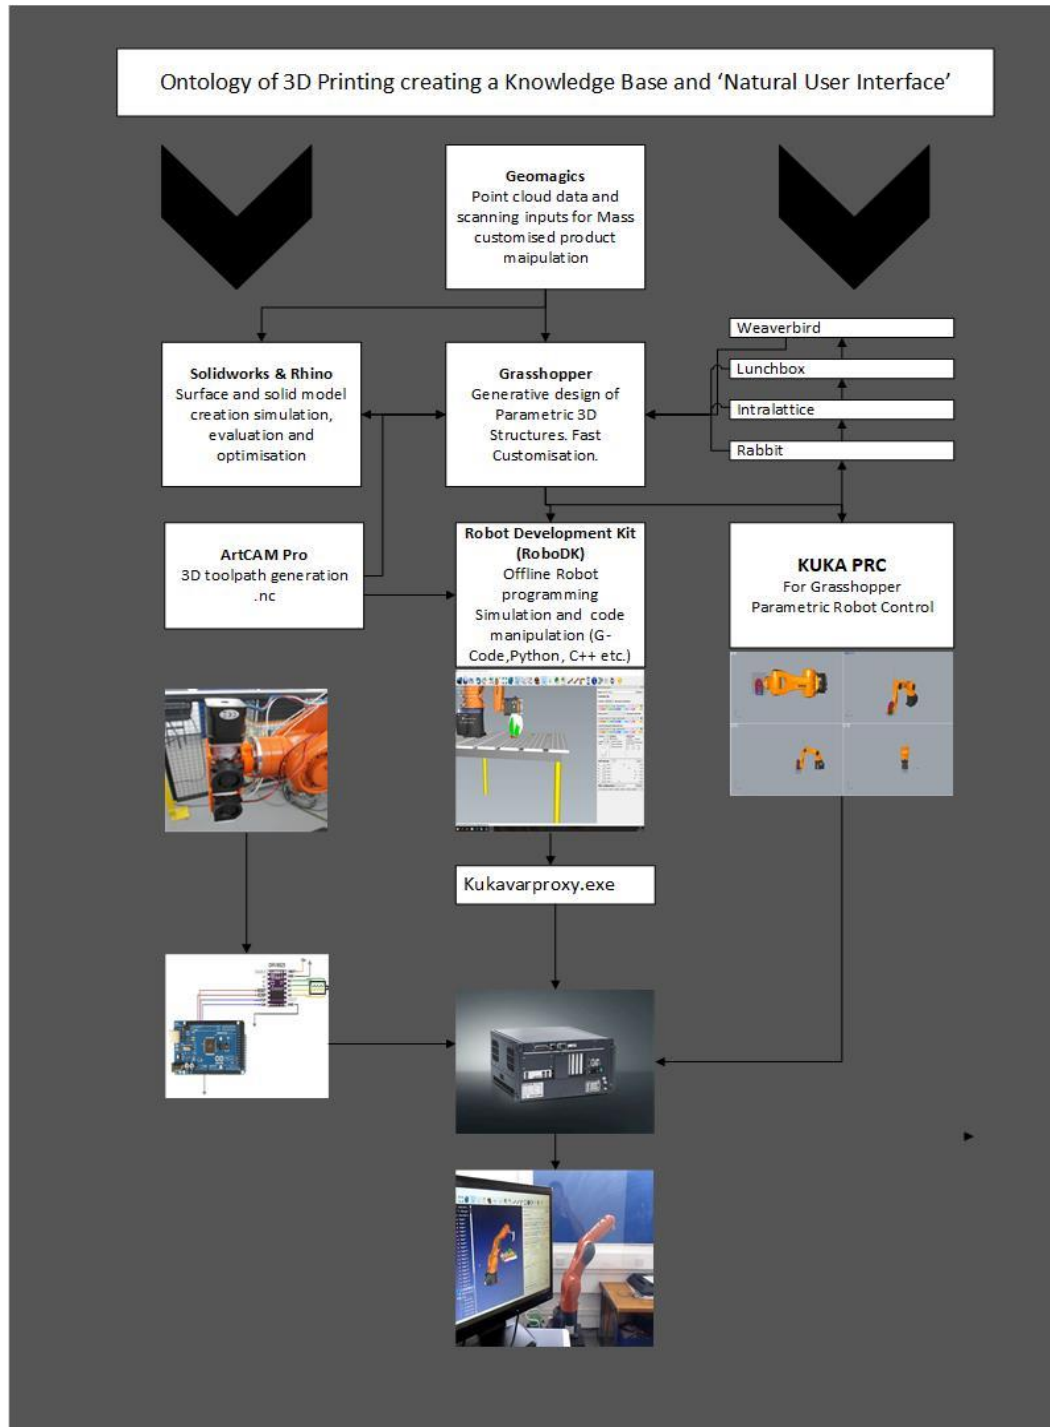 Ontology of 3D Printing creating a Knowledge Base and ‘Natural User Interface’
Geomagics
Point cloud data and
scanning inputs for Mass
customised product
maipulation
Weaverbird
Lunchbox
Intralattice
Rabbit
Solidworks & Rhino
Surface and solid model
creation simulation,
evaluation and
optimisation
Grasshopper
Generative design of
Parametric 3D
Structures. Fast
Customisation.
ArtCAM Pro
3D toolpath generation
.nc
Robot Development Kit
(RoboDK)
Offline Robot
programming
Simulation and code
manipulation (G-
Code,Python, C++ etc.)
KUKA PRC
For Grasshopper
Parametric Robot Control
Kukavarproxy.exe